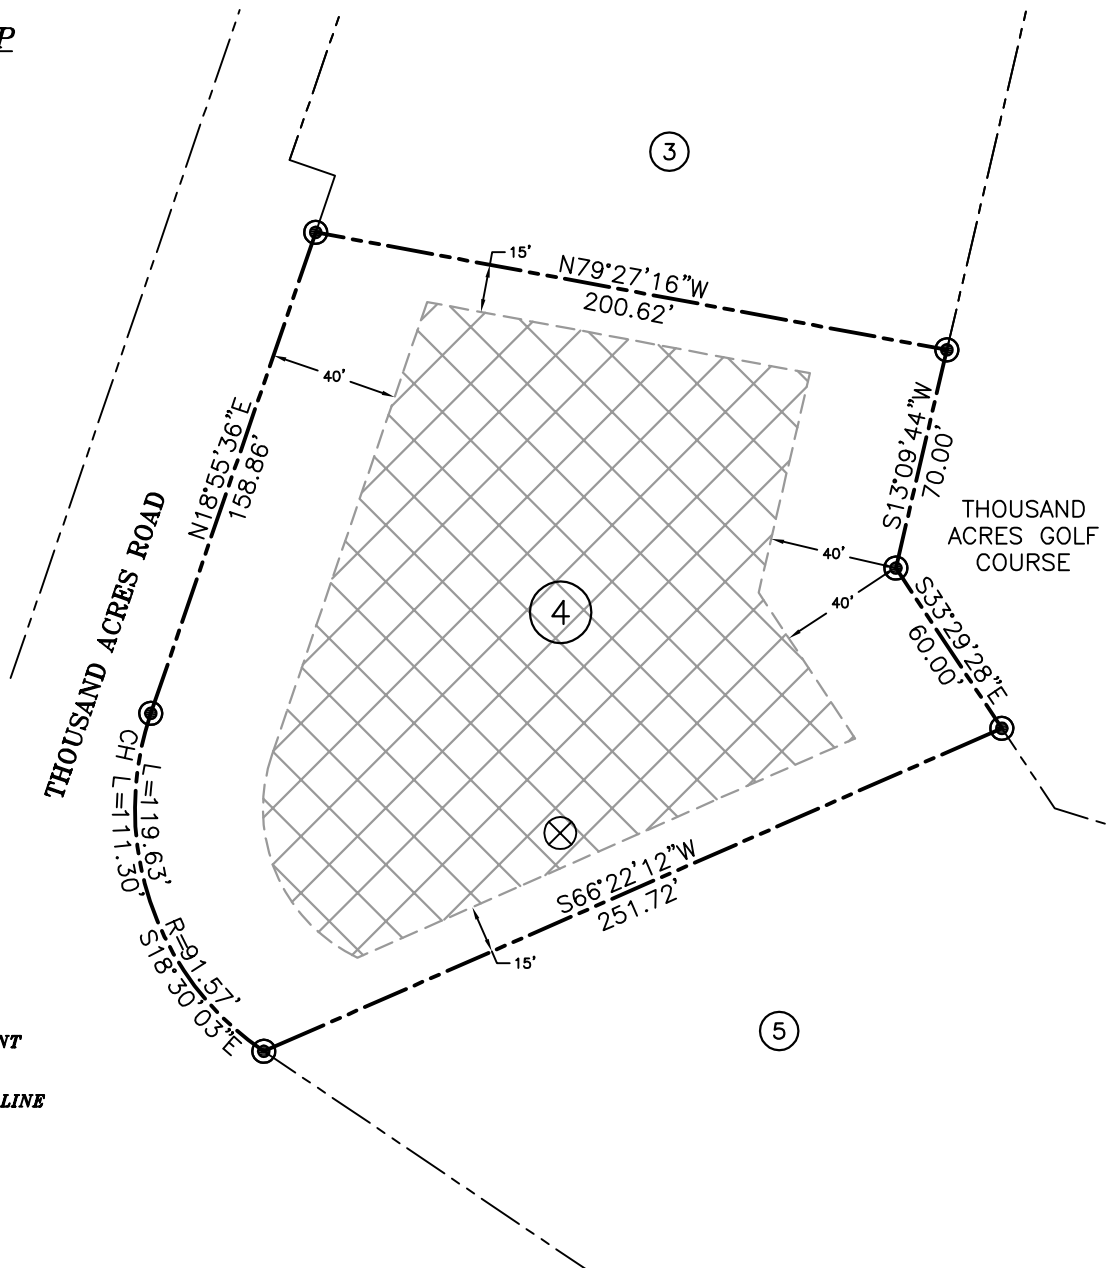 P
3
15'
N79°27'16"W
200.62'
40'
N18°55'36"E
158.86'
S13°09'44"W
70.00'
THOUSAND
ACRES GOLF
COURSE
THOUSAND ACRES ROAD
40'
40'
4
S33°29'28"E
60.00'
L=119.63'
CH L=111.30'
R=91.57'
S18°30'03"E
S66°22'12"W
251.72'
15'
5
NT
LINE